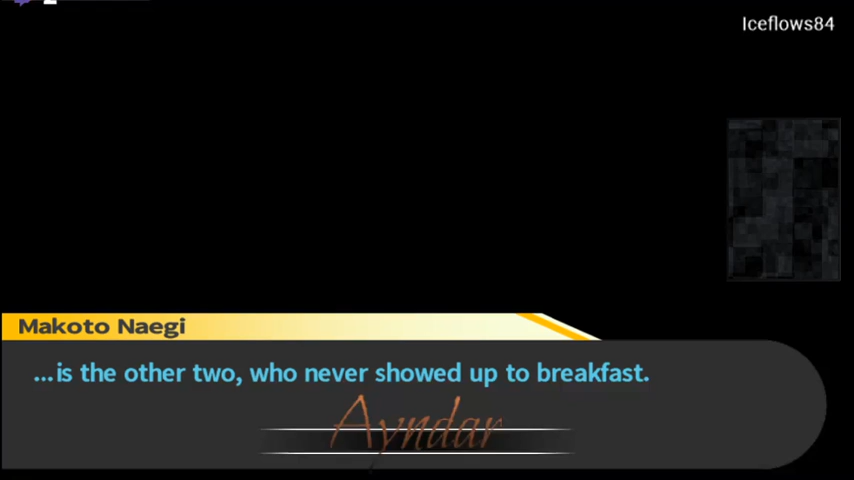 Iceflows84
Makoto Naegi
...is the other two, who never showed up to breakfast.
Ayndar